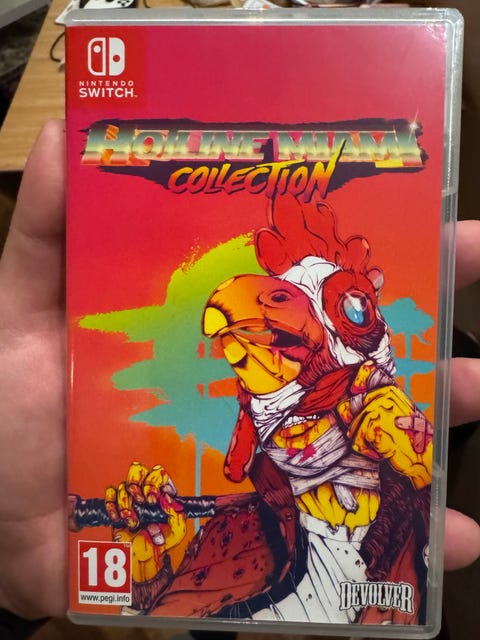 NINTENDO
SWITCH
HOTLINE MIAMI
COLLECTION
18
www.pegi.info
DEVOLVER